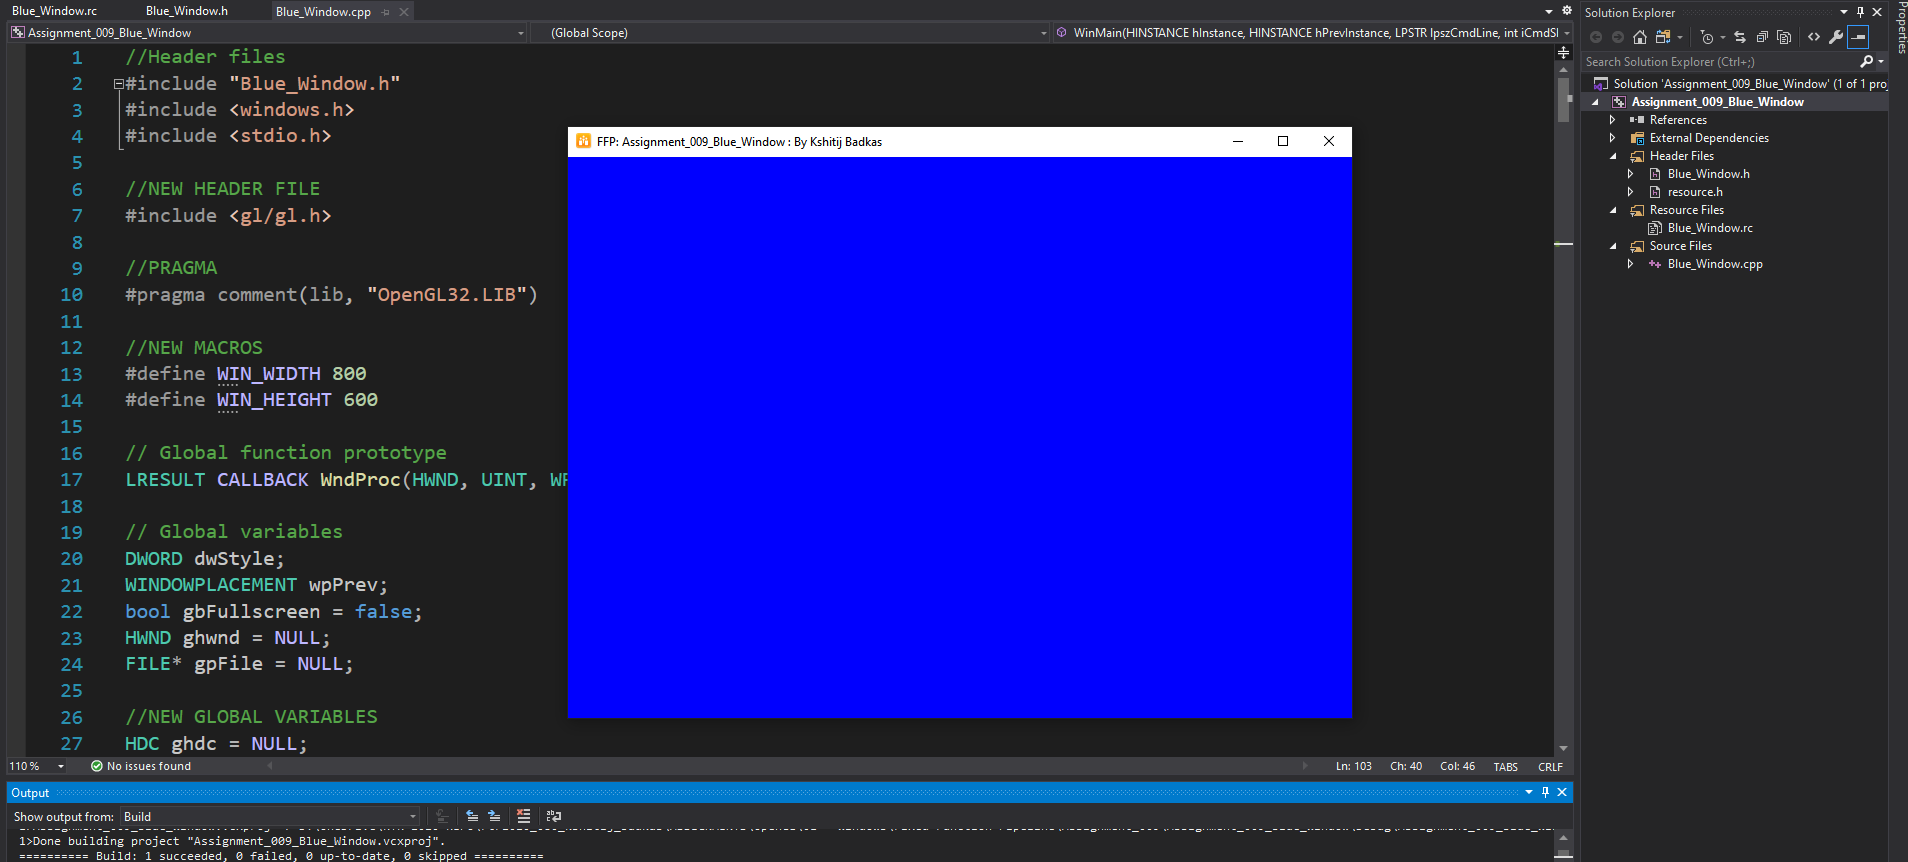 Blue_Window.rc
Blue_Window.h
Blue_Window.cpp
Assignment_009_Blue_Window
(Global Scope)
WinMain(HINSTANCE hInstance, HINSTANCE hPrevInstance, LPSTR lpszCmdLine, int iCmdSl
1 //Header files
2 #include "Blue_Window.h"
3 #include <windows.h>
4 #include <stdio.h>
5
6 //NEW HEADER FILE
7 #include <gl/gl.h>
8
9 //PRAGMA
10 #pragma comment(lib, "OpenGL32.LIB")
11
12 //NEW MACROS
13 #define WIN_WIDTH 800
14 #define WIN_HEIGHT 600
15
16 // Global function prototype
17 LRESULT CALLBACK WndProc(HWND, UINT, WP
18
19 // Global variables
20 DWORD dwStyle;
21 WINDOWPLACEMENT wpPrev;
22 bool gbFullscreen = false;
23 HWND ghwnd = NULL;
24 FILE* gpFile = NULL;
25
26 //NEW GLOBAL VARIABLES
27 HDC ghdc = NULL;
FFP: Assignment_009_Blue_Window : By Kshitij Badkas
110 %
No issues found
Ln: 103 Ch: 40 Col: 46 TABS CRLF
Output
Show output from: Build
1>Done building project "Assignment_009_Blue_Window.vcxproj".
========== Build: 1 succeeded, 0 failed, 0 up-to-date, 0 skipped ==========
Solution Explorer
Search Solution Explorer (Ctrl+;)
Solution 'Assignment_009_Blue_Window' (1 of 1 proj
Assignment_009_Blue_Window
References
External Dependencies
Header Files
Blue_Window.h
resource.h
Resource Files
Blue_Window.rc
Source Files
Blue_Window.cpp
Properties